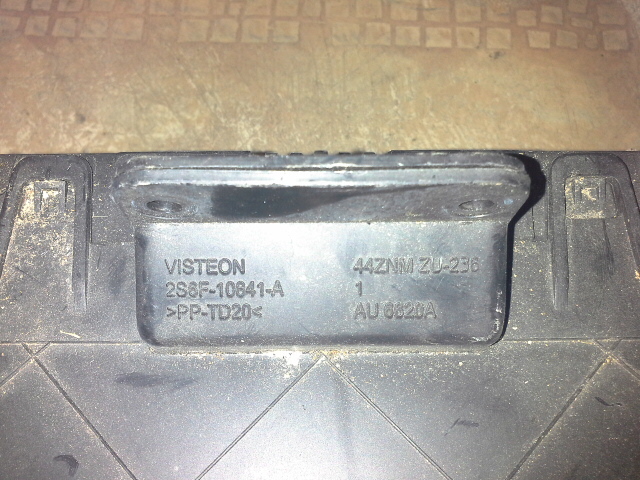 VISTEON
2S6F-10641-A
>PP-TD20<
44ZNM ZU-236
1
AU 6620A